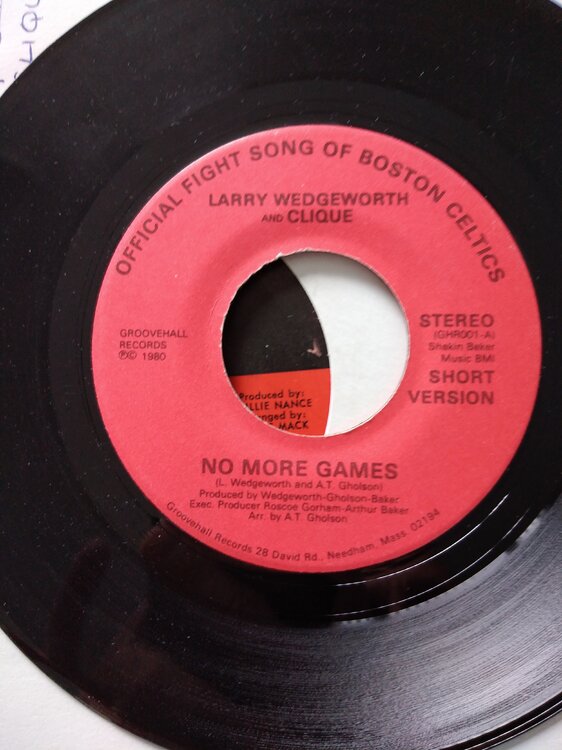 OFFICIAL FIGHT SONG OF BOSTON CELTICS
LARRY WEDGEWORTH
AND CLIQUE
GROOVEHALL
RECORDS
℗© 1980
STEREO
(GHR001-A)
Shakin Baker
Music BMI
SHORT
VERSION
Produced by:
LLIE NANCE
nged by:
MACK
NO MORE GAMES
(L. Wedgeworth and A.T. Gholson)
Produced by Wedgeworth-Gholson-Baker
Exec. Producer Roscoe Gorham-Arthur Baker
Arr. by A.T. Gholson
Groovehall Records 28 David Rd., Needham, Mass. 02194